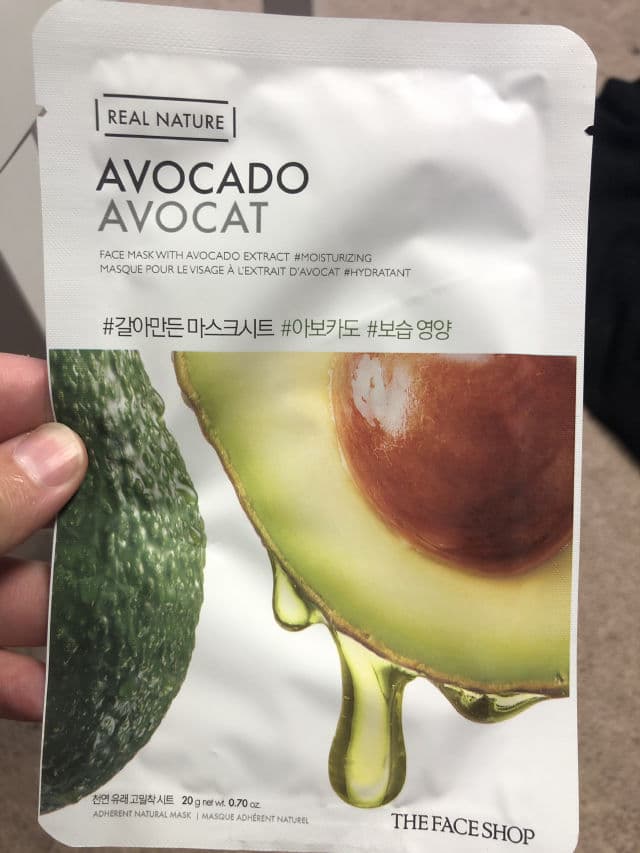 REAL NATURE
AVOCADO
AVOCAT
FACE MASK WITH AVOCADO EXTRACT #MOISTURIZING
MASQUE POUR LE VISAGE À L'EXTRAIT D'AVOCAT #HYDRATANT
#갈아만든 마스크시트 #아보카도 #보습 영양
천연 유래 고밀착 시트 20 g net wt. 0.70 oz.
ADHERENT NATURAL MASK | MASQUE ADHÉRENT NATUREL
THE FACE SHOP